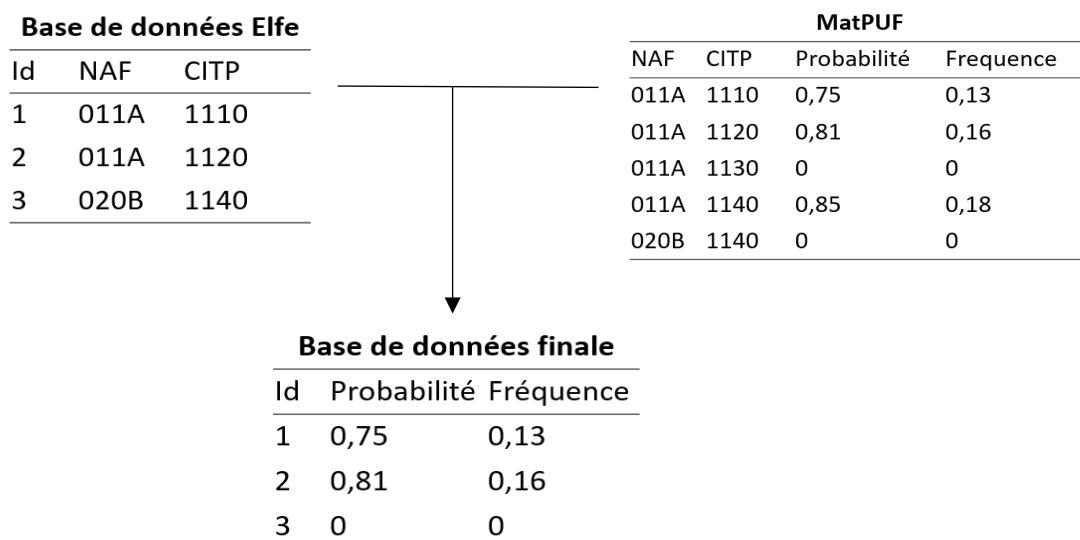 Base de données Elfe
Id NAF CITP
1 011A 1110
2 011A 1120
3 020B 1140
MatPUF
NAF CITP Probabilité Frequence
011A 1110 0,75 0,13
011A 1120 0,81 0,16
011A 1130 0 0
011A 1140 0,85 0,18
020B 1140 0 0
Base de données finale
Id Probabilité Fréquence
1 0,75 0,13
2 0,81 0,16
3 0 0